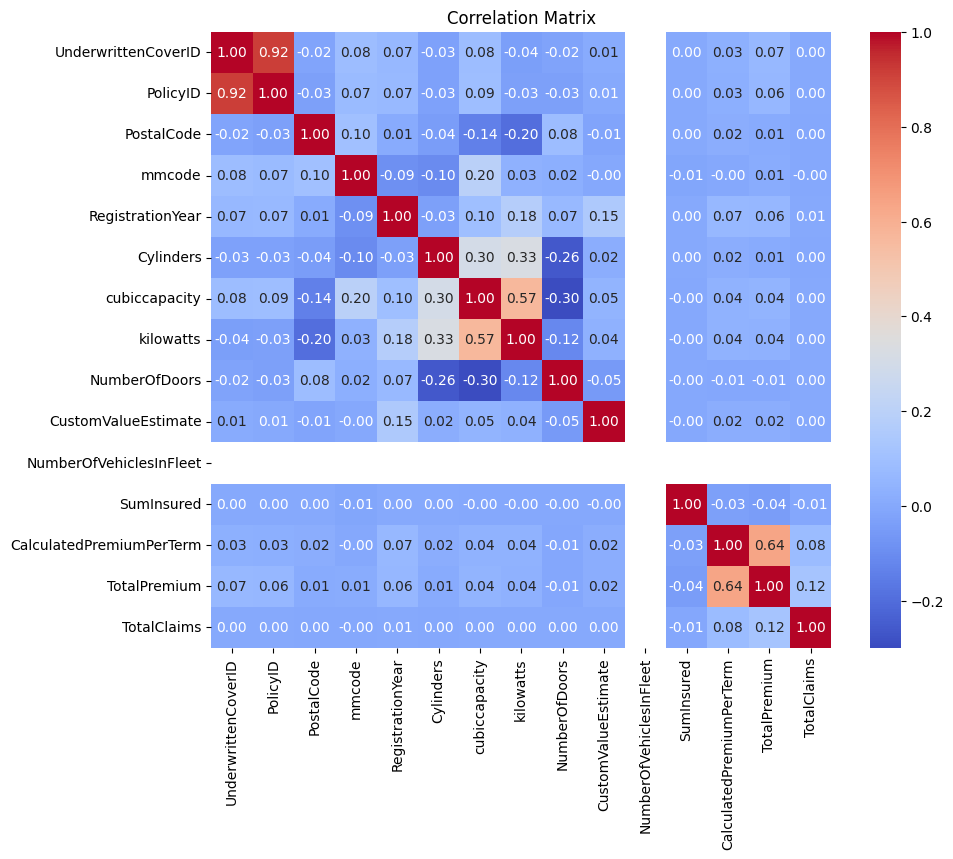 Correlation Matrix
UnderwrittenCoverID 1.00 0.92 -0.02 0.08 0.07 -0.03 0.08 -0.04 -0.02 0.01 0.00 0.03 0.07 0.00
PolicyID 0.92 1.00 -0.03 0.07 0.07 -0.03 0.09 -0.03 -0.03 0.01 0.00 0.03 0.06 0.00
PostalCode -0.02 -0.03 1.00 0.10 0.01 -0.04 -0.14 -0.20 0.08 -0.01 0.00 0.02 0.01 0.00
mmcode 0.08 0.07 0.10 1.00 -0.09 -0.10 0.20 0.03 0.02 -0.00 -0.01 -0.00 0.01 -0.00
RegistrationYear 0.07 0.07 0.01 -0.09 1.00 -0.03 0.10 0.18 0.07 0.15 0.00 0.07 0.06 0.01
Cylinders -0.03 -0.03 -0.04 -0.10 -0.03 1.00 0.30 0.33 -0.26 0.02 0.00 0.02 0.01 0.00
cubiccapacity 0.08 0.09 -0.14 0.20 0.10 0.30 1.00 0.57 -0.30 0.05 -0.00 0.04 0.04 0.00
kilowatts -0.04 -0.03 -0.20 0.03 0.18 0.33 0.57 1.00 -0.12 0.04 -0.00 0.04 0.04 0.00
NumberOfDoors -0.02 -0.03 0.08 0.02 0.07 -0.26 -0.30 -0.12 1.00 -0.05 -0.00 -0.01 -0.01 0.00
CustomValueEstimate 0.01 0.01 -0.01 -0.00 0.15 0.02 0.05 0.04 -0.05 1.00 -0.00 0.02 0.02 0.00
NumberOfVehiclesInFleet
SumInsured 0.00 0.00 0.00 -0.01 0.00 0.00 -0.00 -0.00 -0.00 -0.00 1.00 -0.03 -0.04 -0.01
CalculatedPremiumPerTerm 0.03 0.03 0.02 -0.00 0.07 0.02 0.04 0.04 -0.01 0.02 -0.03 1.00 0.64 0.08
TotalPremium 0.07 0.06 0.01 0.01 0.06 0.01 0.04 0.04 -0.01 0.02 -0.04 0.64 1.00 0.12
TotalClaims 0.00 0.00 0.00 -0.00 0.01 0.00 0.00 0.00 0.00 0.00 -0.01 0.08 0.12 1.00
UnderwrittenCoverID
PolicyID
PostalCode
mmcode
RegistrationYear
Cylinders
cubiccapacity
kilowatts
NumberOfDoors
CustomValueEstimate
NumberOfVehiclesInFleet
SumInsured
CalculatedPremiumPerTerm
TotalPremium
TotalClaims
1.0
0.8
0.6
0.4
0.2
0.0
−0.2